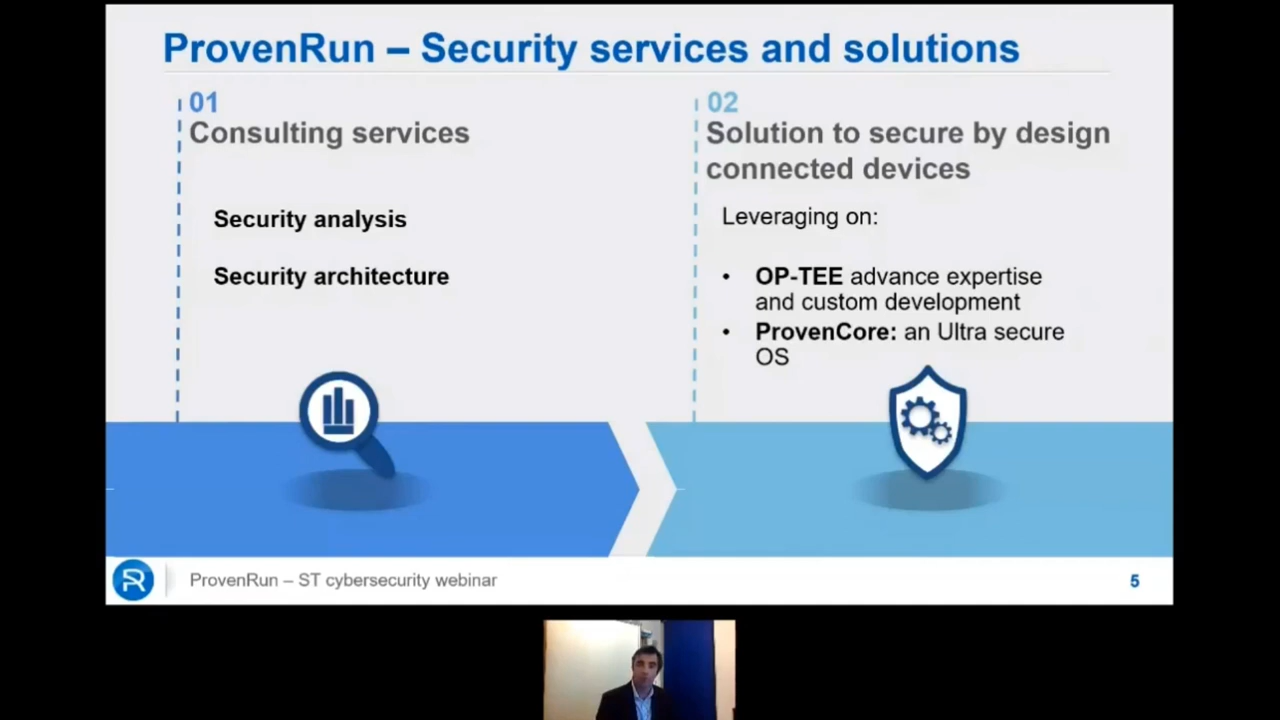 ProvenRun – Security services and solutions
01
Consulting services
Security analysis
Security architecture
02
Solution to secure by design
connected devices
Leveraging on:
• OP-TEE advance expertise
and custom development
• ProvenCore: an Ultra secure
OS
ProvenRun – ST cybersecurity webinar
5